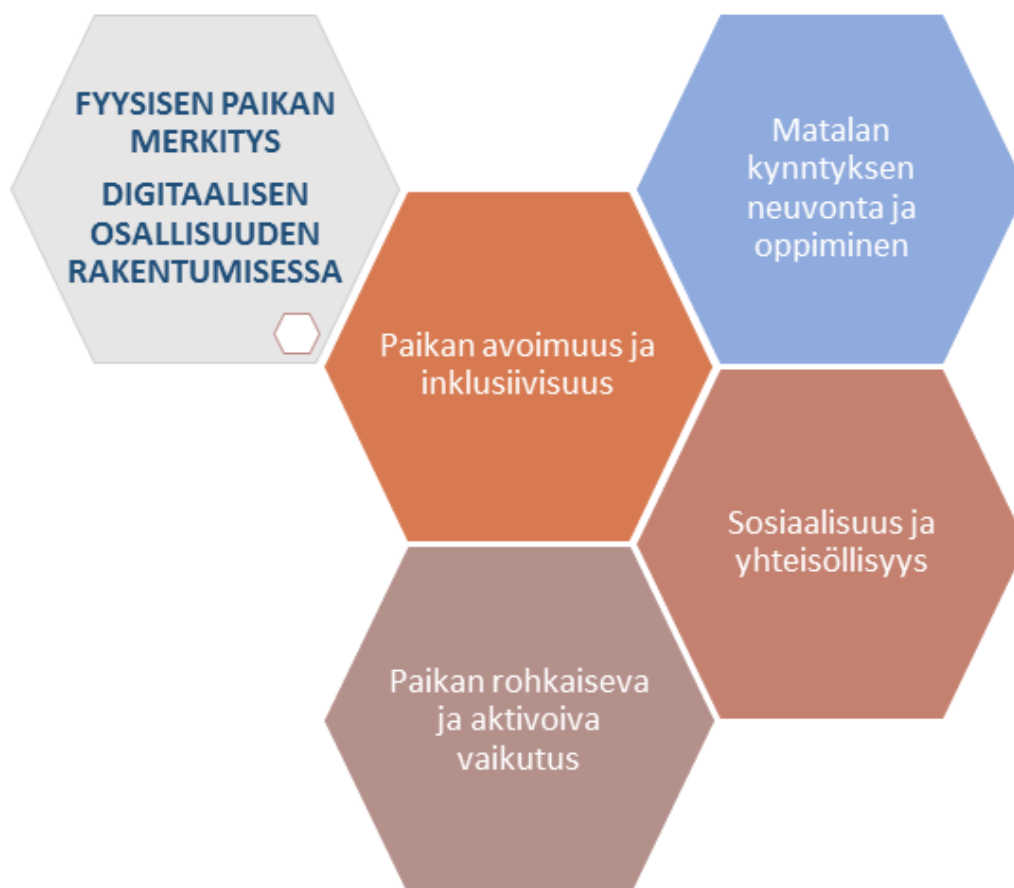 FYYSISEN PAIKAN
MERKITYS
DIGITAALISEN
OSALLISUUDEN
RAKENTUMISESSA
Matalan
kynntyksen
neuvonta ja
oppiminen
Paikan avoimuus ja
inklusiivisuus
Sosiaalisuus ja
yhteisöllisyys
Paikan rohkaiseva
ja aktivoiva
vaikutus